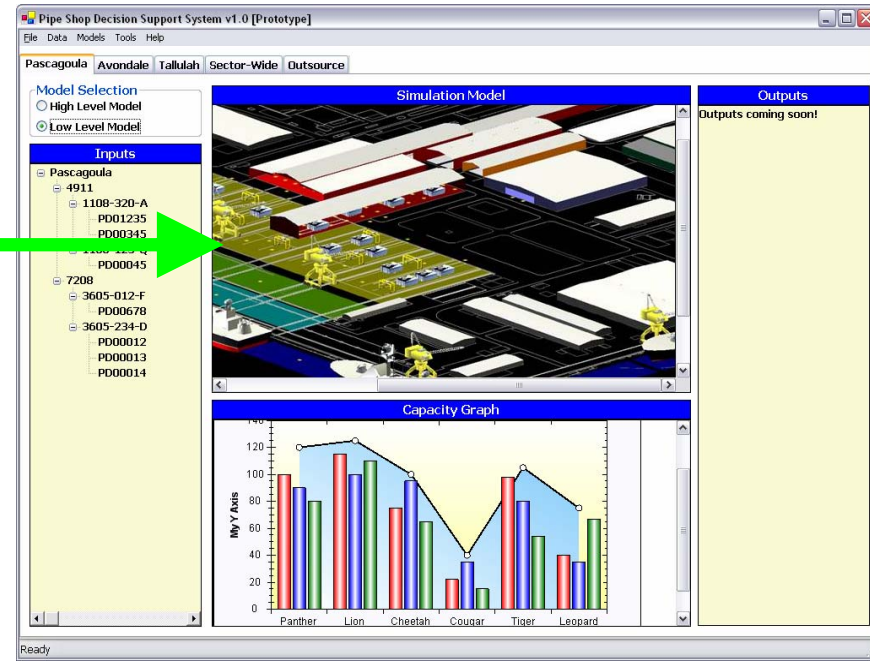 Pipe Shop Decision Support System v1.0 [Prototype]
File Data Models Tools Help
Pascagoula Avondale Tallulah Sector-Wide Outsource
Model Selection
High Level Model
Low Level Model
Inputs
Pascagoula
4911
1108-320-A
PD01235
PD00345
PD00045
7208
3605-012-F
PD00678
3605-234-D
PD00012
PD00013
PD00014
Simulation Model
Capacity Graph
My Y Axis
140
120
100
80
60
40
20
0
Panther Lion Cheetah Cougar Tiger Leopard
Outputs
Outputs coming soon!
Ready